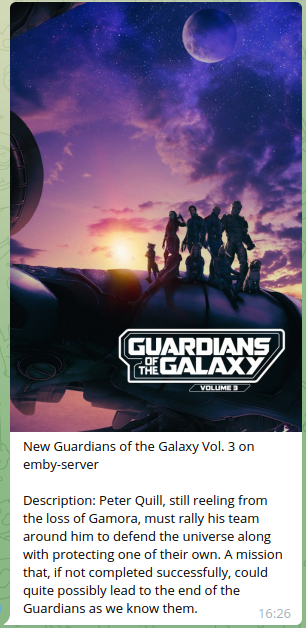 GUARDIANS
OF THE GALAXY
VOLUME 3
New Guardians of the Galaxy Vol. 3 on
emby-server
Description: Peter Quill, still reeling from
the loss of Gamora, must rally his team
around him to defend the universe along
with protecting one of their own. A mission
that, if not completed successfully, could
quite possibly lead to the end of the
Guardians as we know them.
16:26